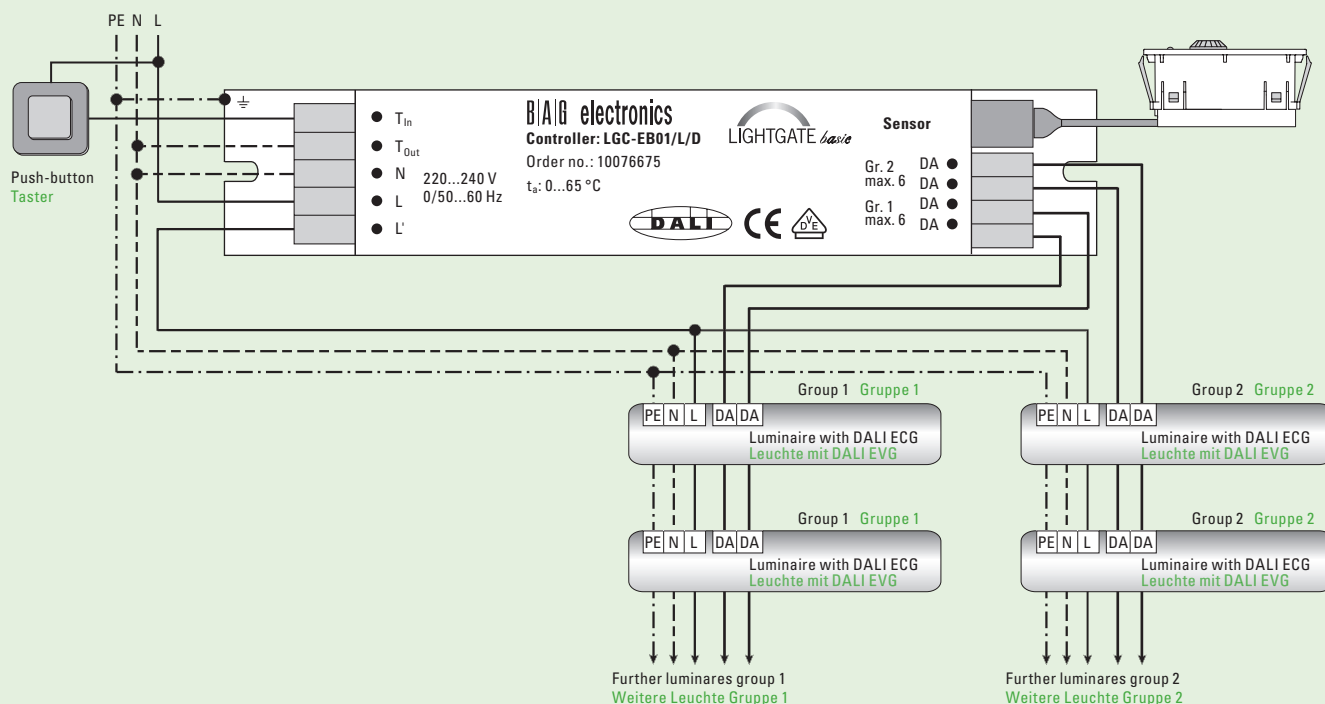 PE N L
Push-button
Taster
T In
T Out
N
L
L'
220...240 V
0/50...60 Hz
B|A|G electronics
Controller: LGC-EB01/L/D
Order no.: 10076675
ta: 0...65 °C
LIGHTGATE basic
DALI
CE
DVE
Sensor
Gr. 2 DA
max. 6 DA
Gr. 1 DA
max. 6 DA
Group 1 Gruppe 1
PE N L DA DA
Luminaire with DALI ECG
Leuchte mit DALI EVG
Group 2 Gruppe 2
PE N L DA DA
Luminaire with DALI ECG
Leuchte mit DALI EVG
Group 1 Gruppe 1
PE N L DA DA
Luminaire with DALI ECG
Leuchte mit DALI EVG
Group 2 Gruppe 2
PE N L DA DA
Luminaire with DALI ECG
Leuchte mit DALI EVG
Further luminares group 1
Weitere Leuchte Gruppe 1
Further luminares group 2
Weitere Leuchte Gruppe 2